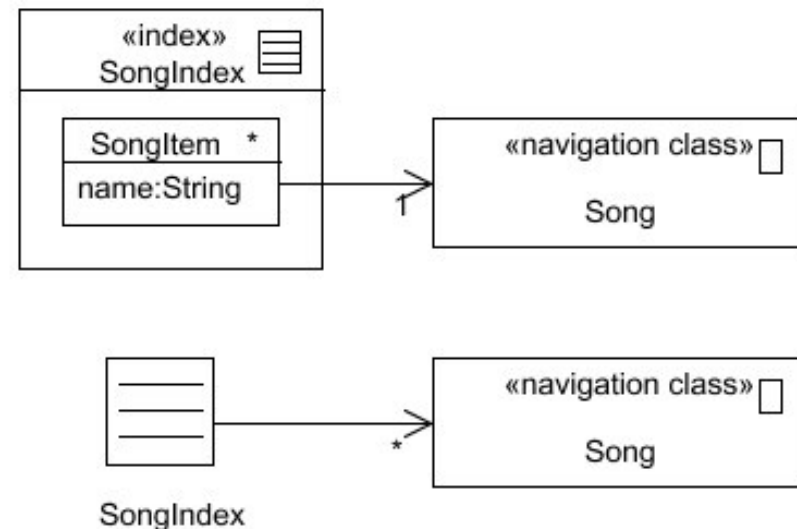 «index»
SongIndex
SongItem *
name:String
1
«navigation class»
Song
SongIndex
*
«navigation class»
Song